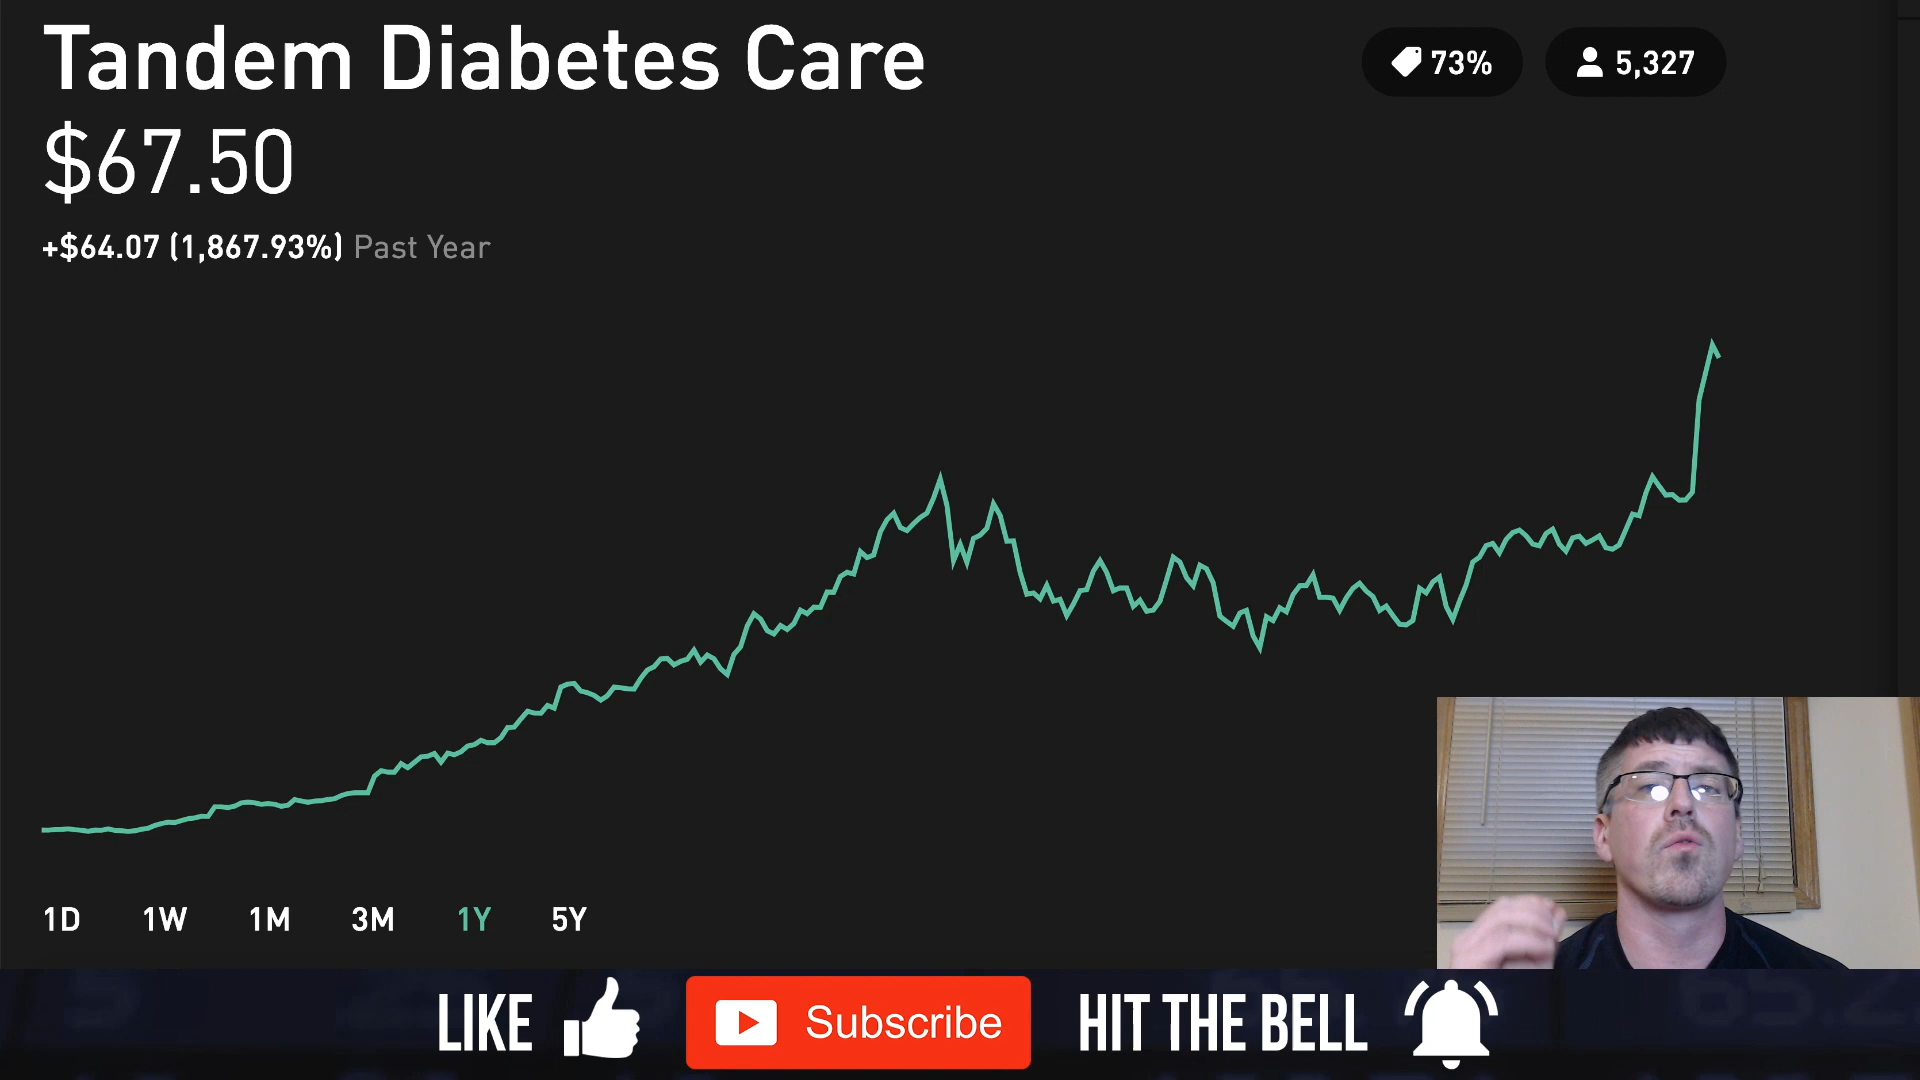 Tandem Diabetes Care
73%
5,327
$67.50
+$64.07 (1,867.93%) Past Year
1D 1W 1M 3M 1Y 5Y
LIKE Subscribe HIT THE BELL